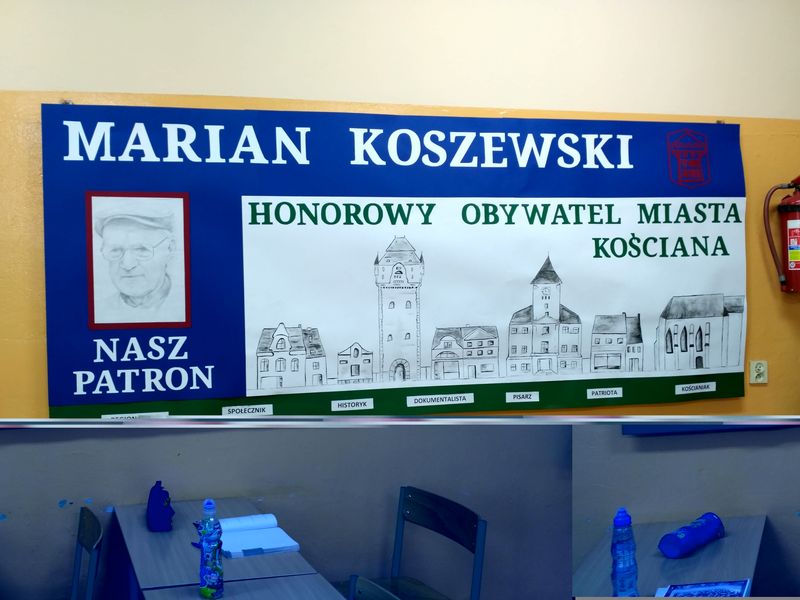 MARIAN KOSZEWSKI
HONOROWY OBYWATEL MIASTA
KOŚCIANA
NASZ
PATRON
SPOŁECZNIK
HISTORYK
DOKUMENTALISTA
PISARZ
PATRIOTA
KOŚCIANIAK